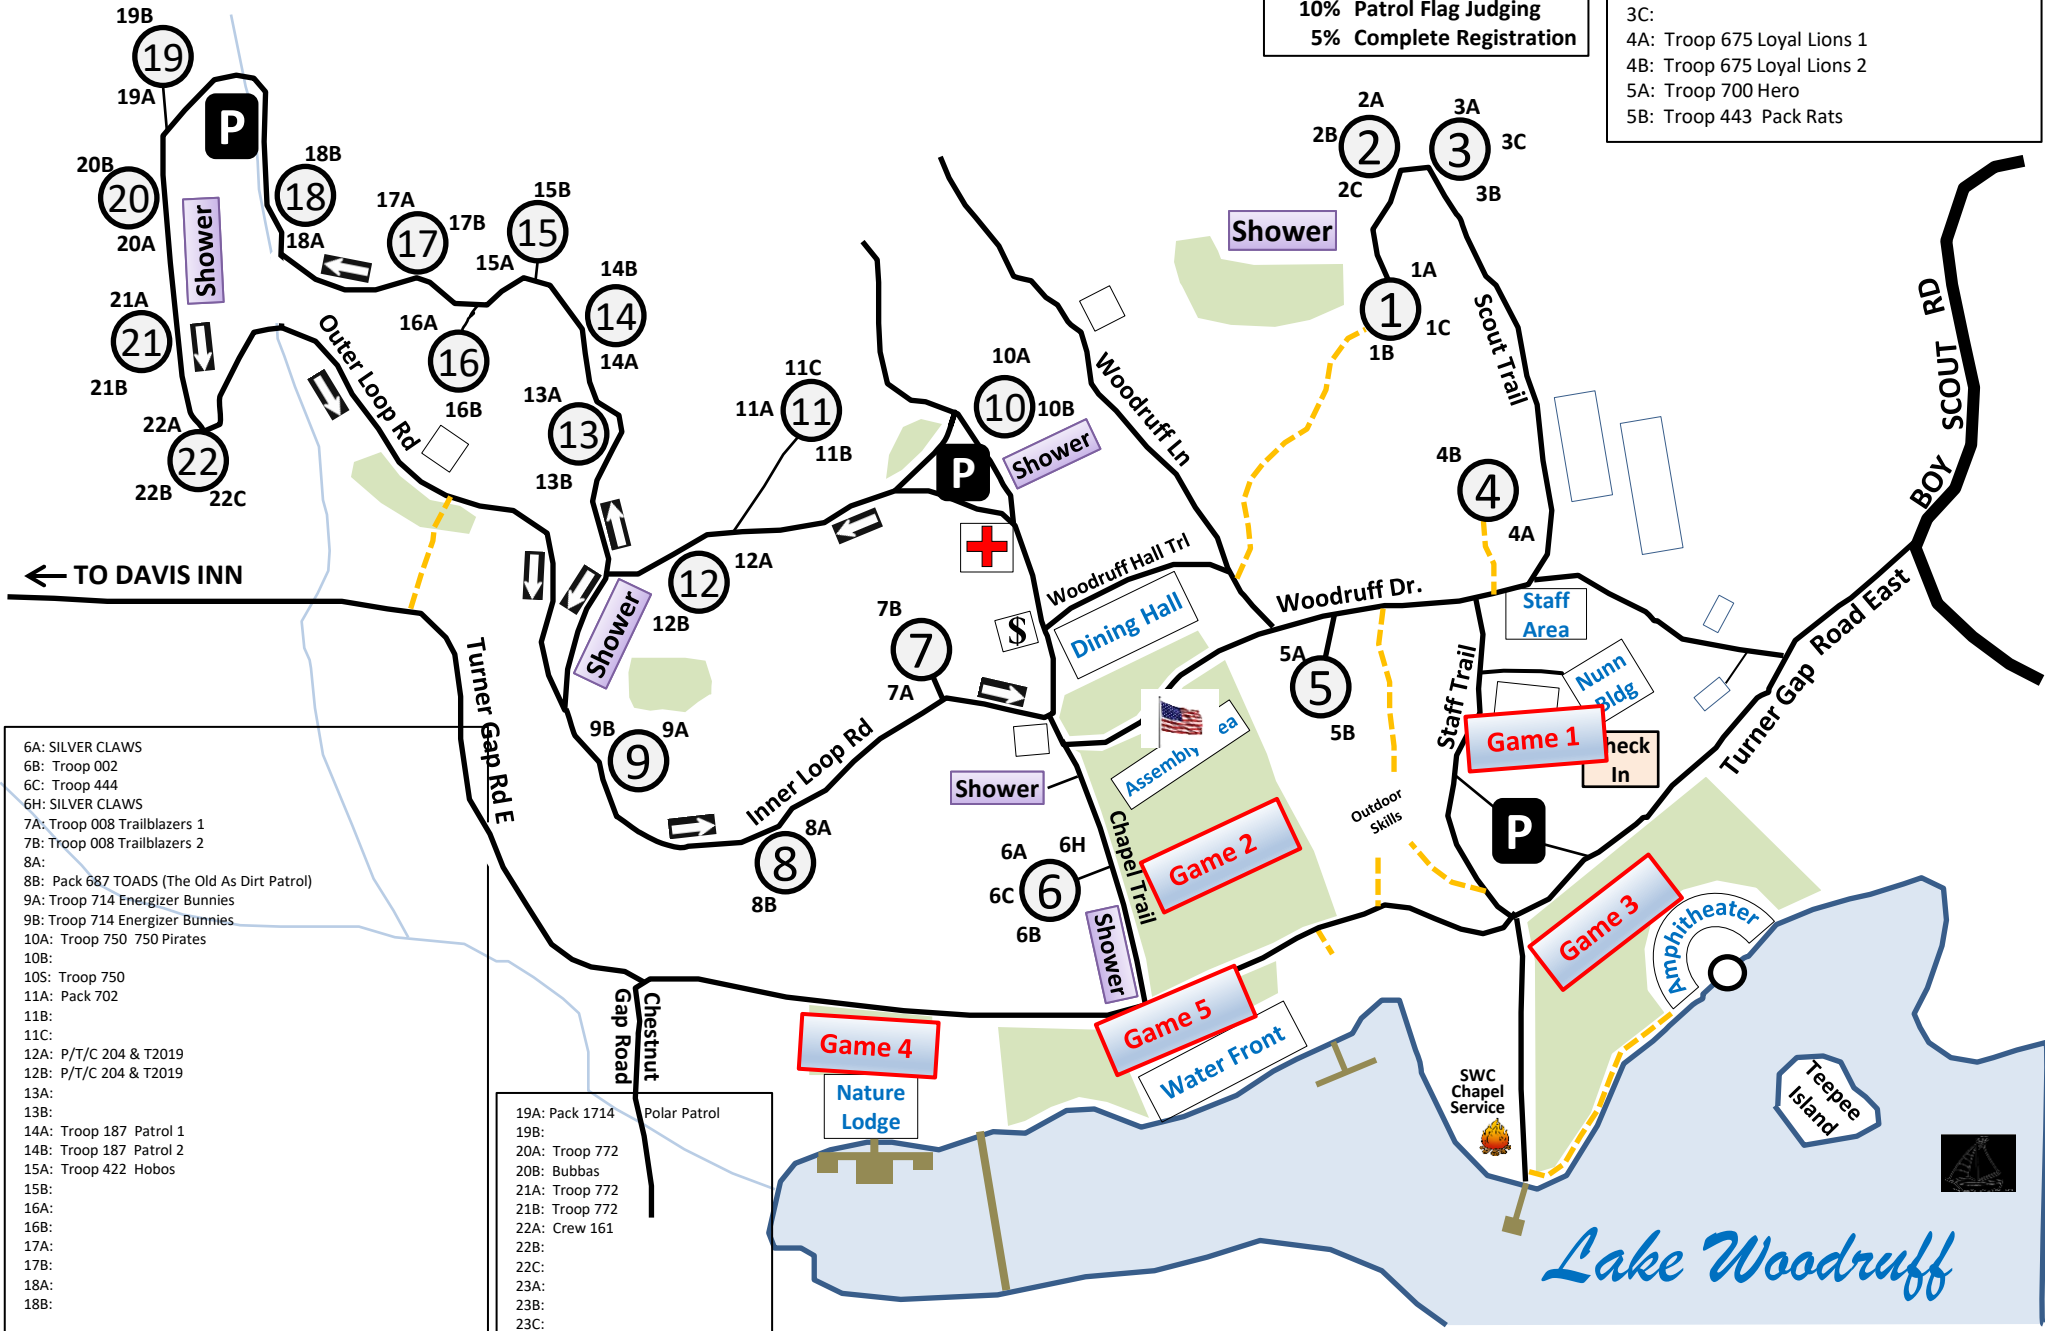 10% Patrol Flag Judging
5% Complete Registration
3C:
4A: Troop 675 Loyal Lions 1
4B: Troop 675 Loyal Lions 2
5A: Troop 700 Hero
5B: Troop 443 Pack Rats
19B
19
19A
P
20B
20
20A
Shower
18B
18
18A
17A
17
17B
15B
15
15A
14B
14
14A
21A
21
21B
22A
22
22B
22C
Outer Loop Rd
16A
16
16B
13A
13
13B
11C
11A
11
11B
10A
10
10B
P
Shower
2A
2B
2
2C
3A
3
3C
3B
Shower
1A
1
1C
1B
Scout Trail
Woodruff Ln
BOY SCOUT RD
4B
4
4A
← TO DAVIS INN
12A
12
12B
Shower
Woodruff Hall Trl
Dining Hall
$
Woodruff Dr.
Staff
Area
Nunn
Bldg
Turner Gap Road East
7B
7
7A
5A
5
5B
Staff Trail
Game 1
heck
In
P
Turner Gap Rd E
9B
9A
9
Inner Loop Rd
8A
8
8B
Shower
Assembly
ea
Chapel Trail
Game 2
Outdoor
Skills
6A
6H
6C
6
6B
Shower
Game 3
Amphitheater
Chestnut
Gap Road
Game 4
Nature
Lodge
Game 5
Water Front
SWC
Chapel
Service
Teepee
Island
Lake Woodruff
6A: SILVER CLAWS
6B: Troop 002
6C: Troop 444
6H: SILVER CLAWS
7A: Troop 008 Trailblazers 1
7B: Troop 008 Trailblazers 2
8A:
8B: Pack 687 TOADS (The Old As Dirt Patrol)
9A: Troop 714 Energizer Bunnies
9B: Troop 714 Energizer Bunnies
10A: Troop 750 750 Pirates
10B:
10S: Troop 750
11A: Pack 702
11B:
11C:
12A: P/T/C 204 & T2019
12B: P/T/C 204 & T2019
13A:
13B:
14A: Troop 187 Patrol 1
14B: Troop 187 Patrol 2
15A: Troop 422 Hobos
15B:
16A:
16B:
17A:
17B:
18A:
18B:
19A: Pack 1714 Polar Patrol
19B:
20A: Troop 772
20B: Bubbas
21A: Troop 772
21B: Troop 772
22A: Crew 161
22B:
22C:
23A:
23B:
23C: